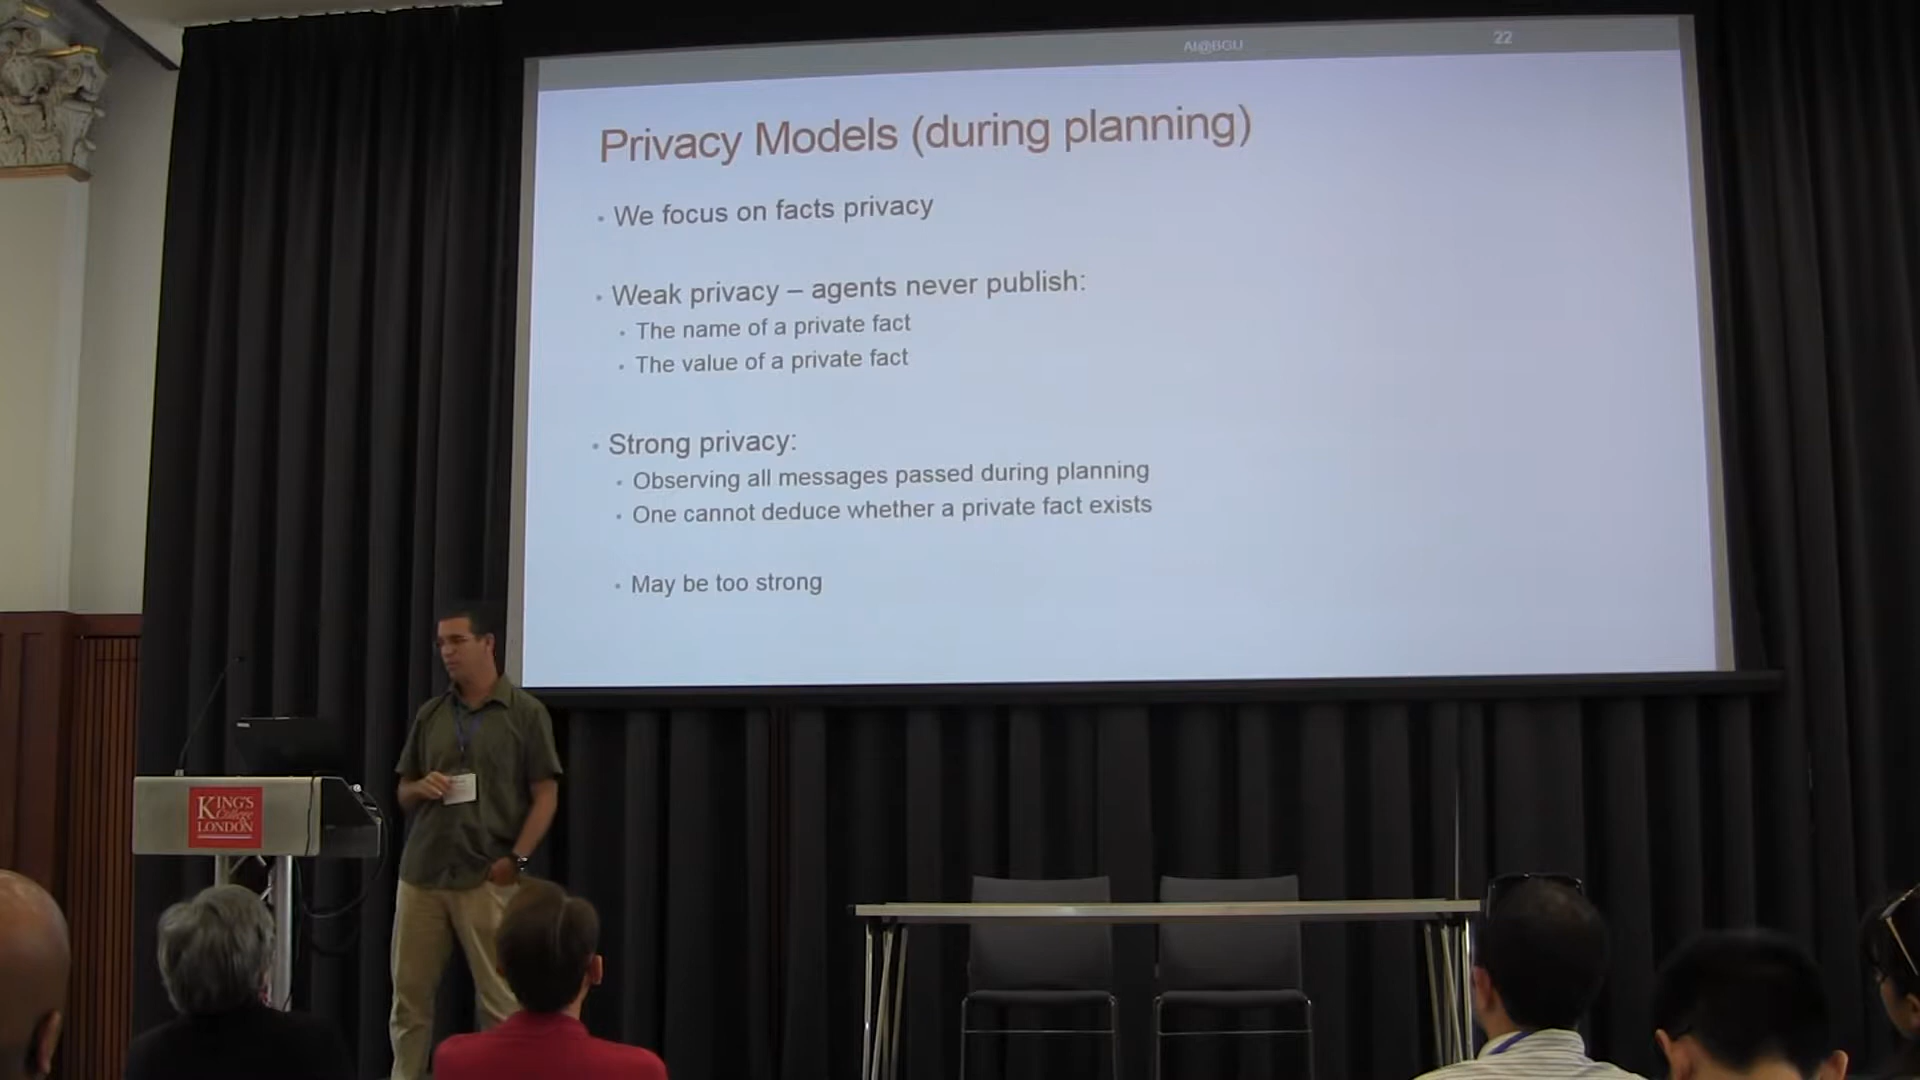 AI@BGU
22
Privacy Models (during planning)
• We focus on facts privacy
• Weak privacy – agents never publish:
• The name of a private fact
• The value of a private fact
• Strong privacy:
• Observing all messages passed during planning
• One cannot deduce whether a private fact exists
• May be too strong
KING'S
College
LONDON